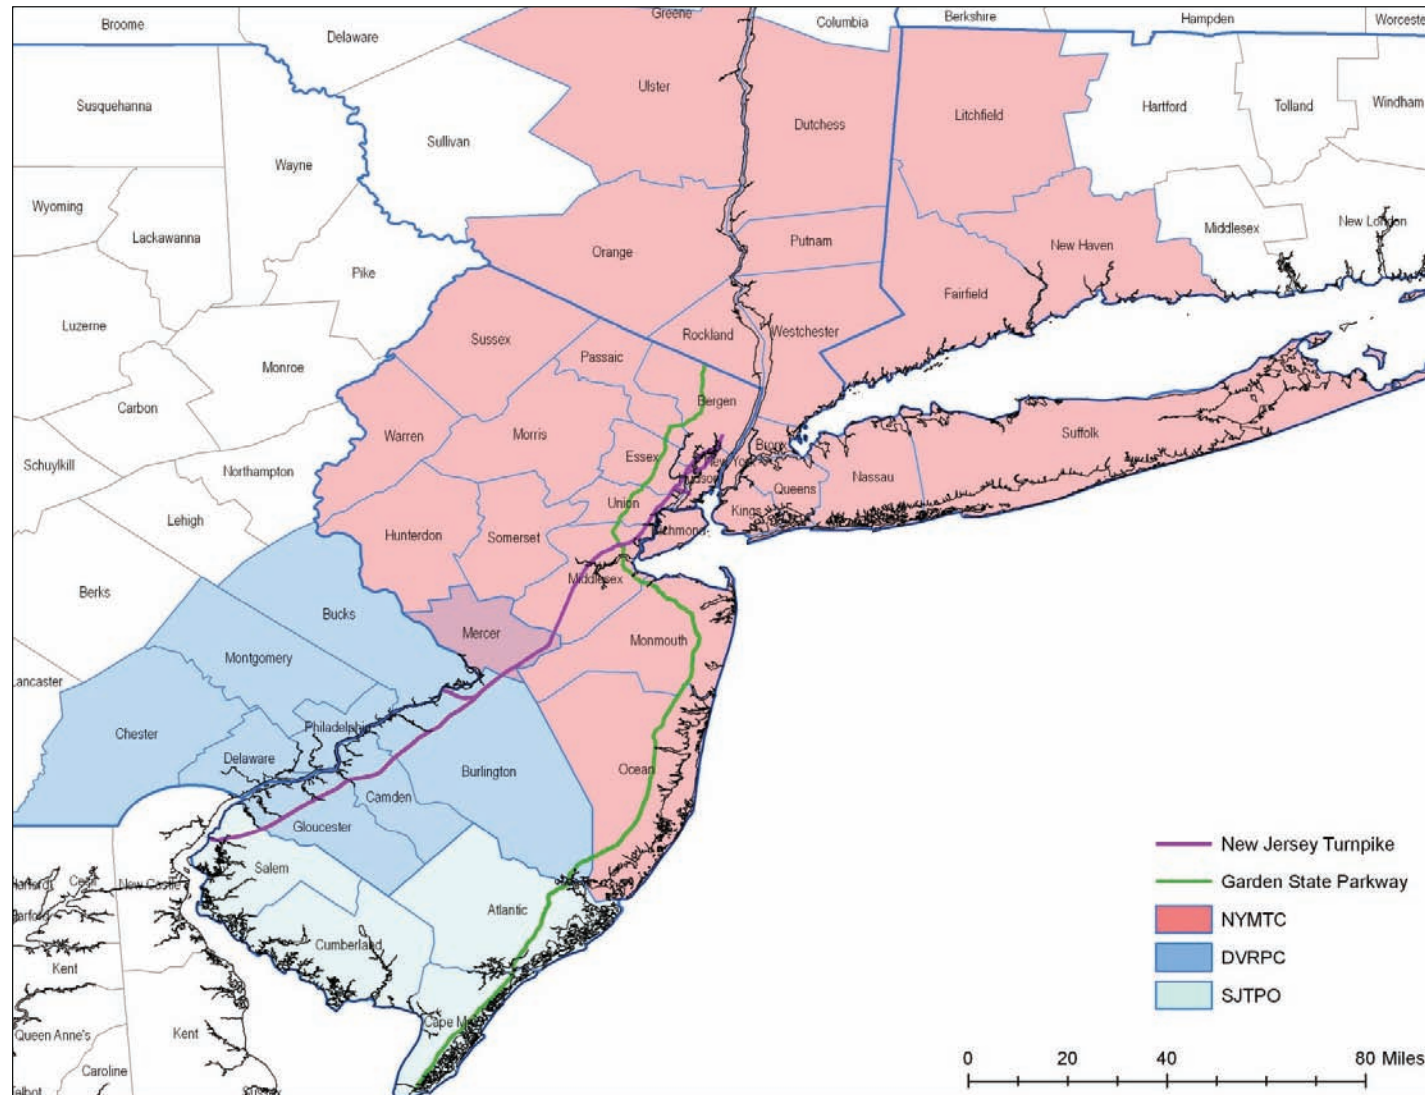 Broome
Delaware
Greene
Columbia
Berkshire
Hampden
Susquehanna
Wayne
Sullivan
Ulster
Dutchess
Litchfield
Hartford
Tolland
Windham
Wyoming
Lackawanna
Pike
Orange
Putnam
New Haven
Middlesex
New London
Luzerne
Monroe
Sussex
Passaic
Rockland
Westchester
Fairfield
Carbon
Warren
Morris
Bergen
Essex
Bronx
Suffolk
Schuylkill
Northampton
Hudson
Queens
Nassau
Lehigh
Hunterdon
Somerset
Union
Kings
Middlesex
Berks
Bucks
Mercer
Monmouth
Montgomery
Lancaster
Chester
Philadelphia
Delaware
Burlington
Ocean
Camden
Gloucester
Salem
New Castle
Atlantic
Cumberland
Kent
Queen Anne's
Kent
Caroline
New Jersey Turnpike
Garden State Parkway
NYMTC
DVRPC
SJTPO
0 20 40 80 Miles